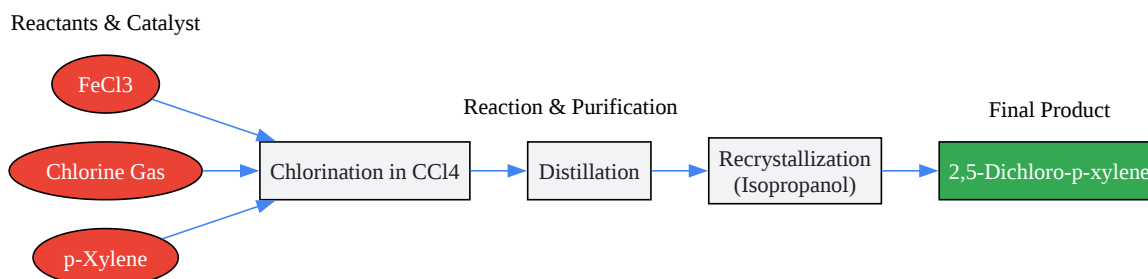 Reactants & Catalyst
FeCl3
Chlorine Gas
p-Xylene
Reaction & Purification
Chlorination in CCl4
Distillation
Recrystallization
(Isopropanol)
Final Product
2,5-Dichloro-p-xylene